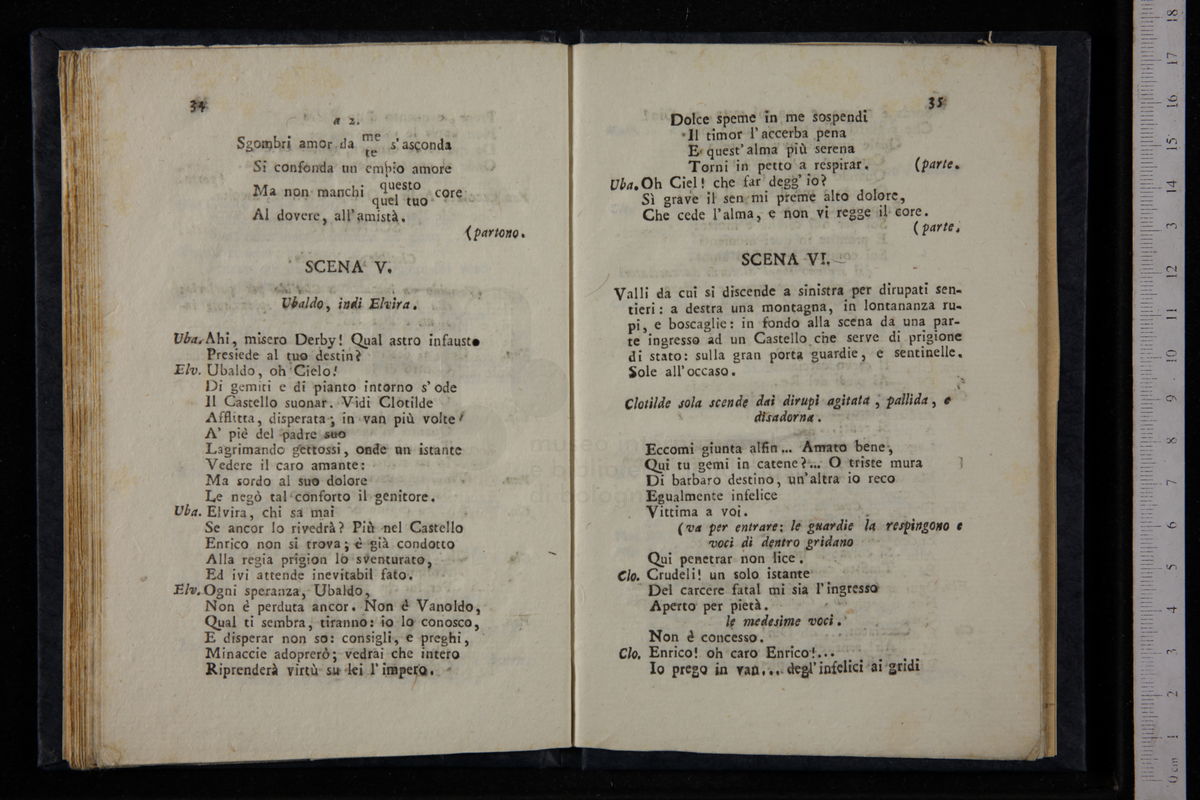 34
a 2.
Sgombri amor da me s'asconda
te
Si confonda un empio amore
Ma non manchi questo core
quel tuo
Al dovere, all'amistà.
(partono.
SCENA V.
Ubaldo, indi Elvira.
Uba. Ahi, misero Derby! Qual astro infausto
Presiede al tuo destin?
Elv. Ubaldo, oh Cielo!
Di gemiti e di pianto intorno s'ode
Il Castello suonar. Vidi Clotilde
Afflitta, disperata; in van più volte
A' piè del padre suo
Lagrimando gettossi, onde un istante
Vedere il caro amante:
Ma sordo al suo dolore
Le negò tal conforto il genitore.
Uba. Elvira, chi sa mai
Se ancor lo rivedrà? Più nel Castello
Enrico non si trova; è già condotto
Alla regia prigion lo sventurato,
Ed ivi attende inevitabil fato.
Elv. Ogni speranza, Ubaldo,
Non è perduta ancor. Non è Vanoldo,
Qual ti sembra, tiranno: io lo conosco,
E disperar non so: consigli, e preghi,
Minaccie adoprerò; vedrai che intero
Riprenderà virtù su lei l'impero.
35
Dolce speme in me sospendi
Il timor l'accerba pena
E quest'alma più serena
Torni in petto a respirar. (parte.
Uba. Oh Ciel! che far degg'io?
Sì grave il sen mi preme alto dolore,
Che cede l'alma, e non vi regge il core.
(parte.
SCENA VI.
Valli da cui si discende a sinistra per dirupati sen-
tieri: a destra una montagna, in lontananza ru-
pi, e boscaglie: in fondo alla scena da una par-
te ingresso ad un Castello che serve di prigione
di stato: sulla gran porta guardie, e sentinelle.
Sole all'occaso.
Clotilde sola scende dai dirupi agitata, pallida, e
disadorna.
Eccomi giunta alfin... Amato bene,
Qui tu gemi in catene?... O triste mura
Di barbaro destino, un'altra io reco
Egualmente infelice
Vittima a voi.
(va per entrare: le guardie la respingono e
voci di dentro gridano
Qui penetrar non lice.
Clo. Crudeli! un solo istante
Del carcere fatal mi sia l'ingresso
Aperto per pietà.
le medesime voci.
Non è concesso.
Clo. Enrico! oh caro Enrico!...
Io prego in van... degl'infelici ai gridi